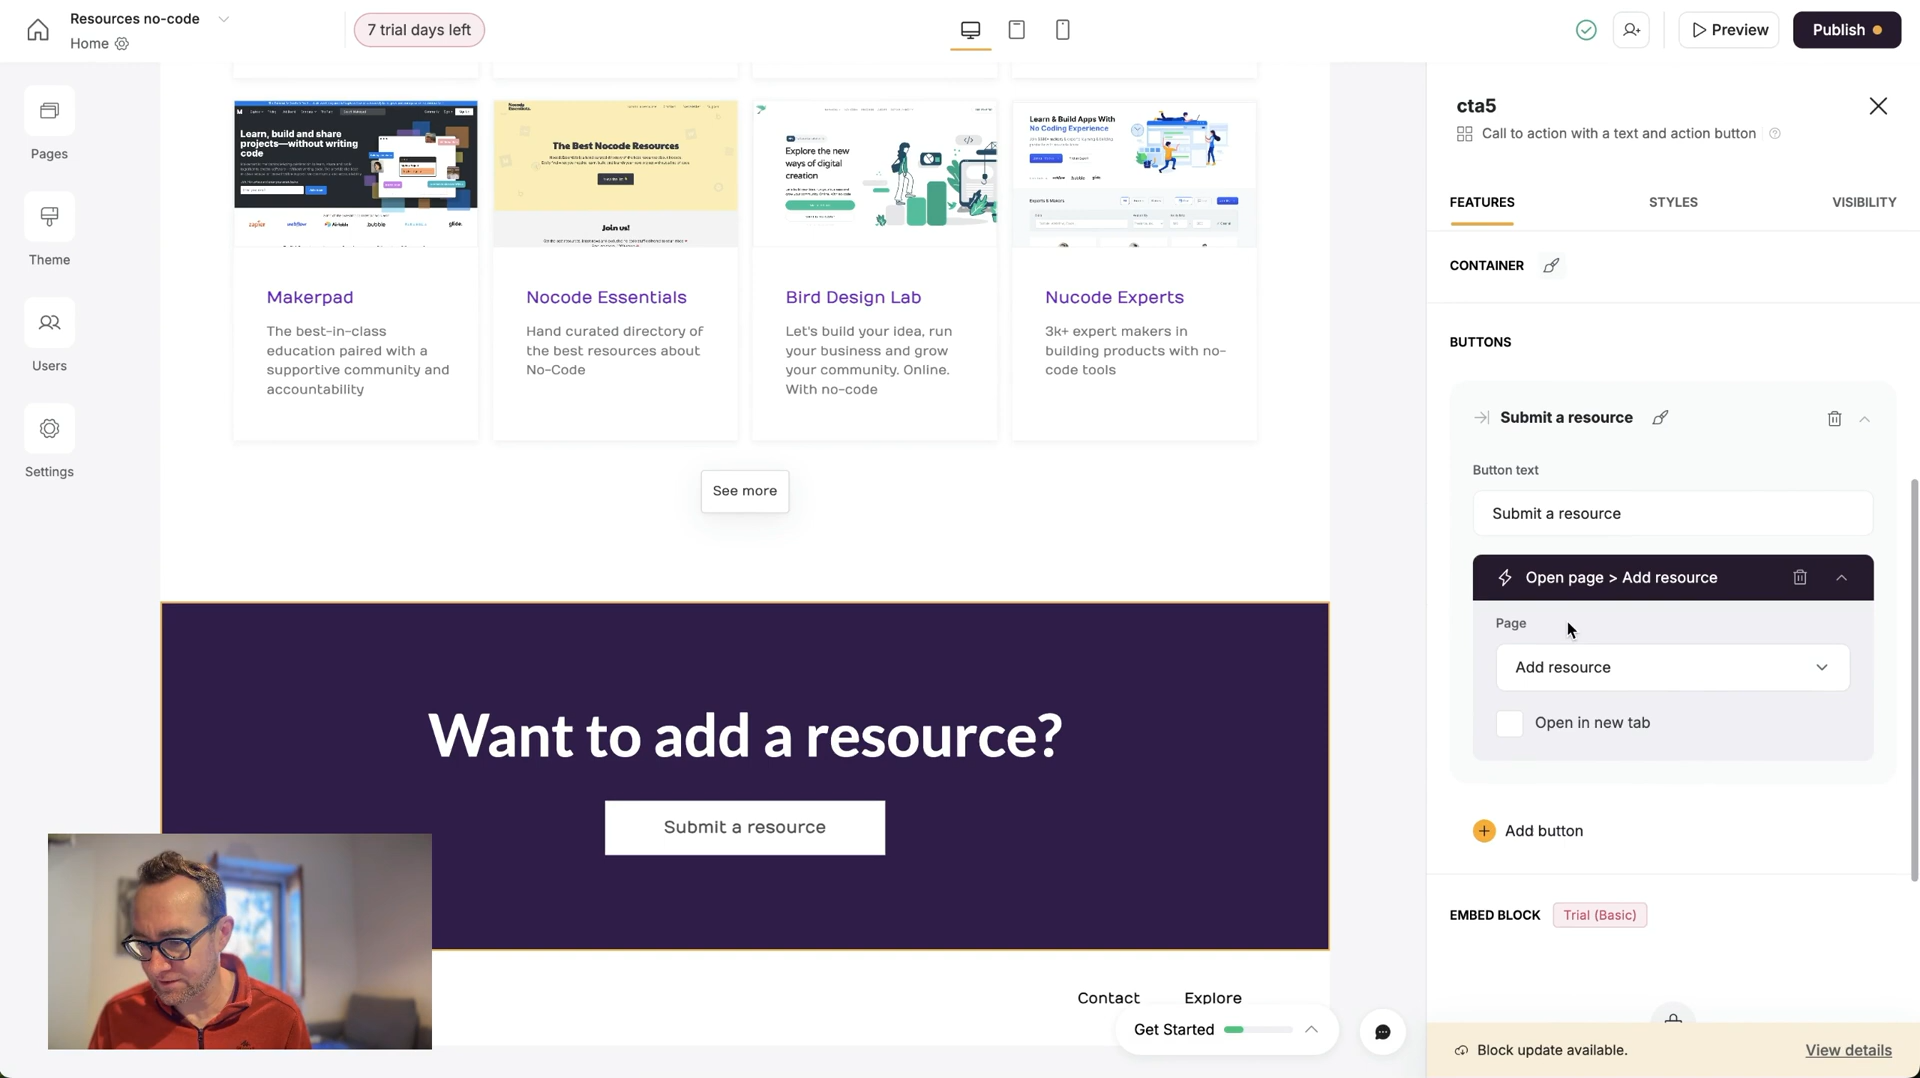 Resources no-code
Home
7 trial days left
Preview
Publish
Pages
Theme
Users
Settings
Learn, build and share
projects—without writing
code
The Best Nocode Resources
Join us!
Explore the new
ways of digital
creation
Learn & Build Apps With
No Coding Experience
Makerpad
The best-in-class
education paired with a
supportive community and
accountability
Nocode Essentials
Hand curated directory of
the best resources about
No-Code
Bird Design Lab
Let's build your idea, run
your business and grow
your community. Online.
With no-code
Nucode Experts
3k+ expert makers in
building products with no-
code tools
See more
Want to add a resource?
Submit a resource
Contact
Explore
Get Started
cta5
Call to action with a text and action button
FEATURES
STYLES
VISIBILITY
CONTAINER
BUTTONS
Submit a resource
Button text
Submit a resource
Open page > Add resource
Page
Add resource
Open in new tab
Add button
EMBED BLOCK
Trial (Basic)
Block update available.
View details